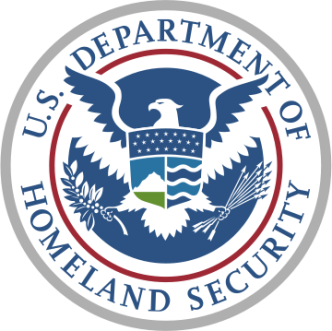 U.S. DEPARTMENT OF
HOMELAND SECURITY